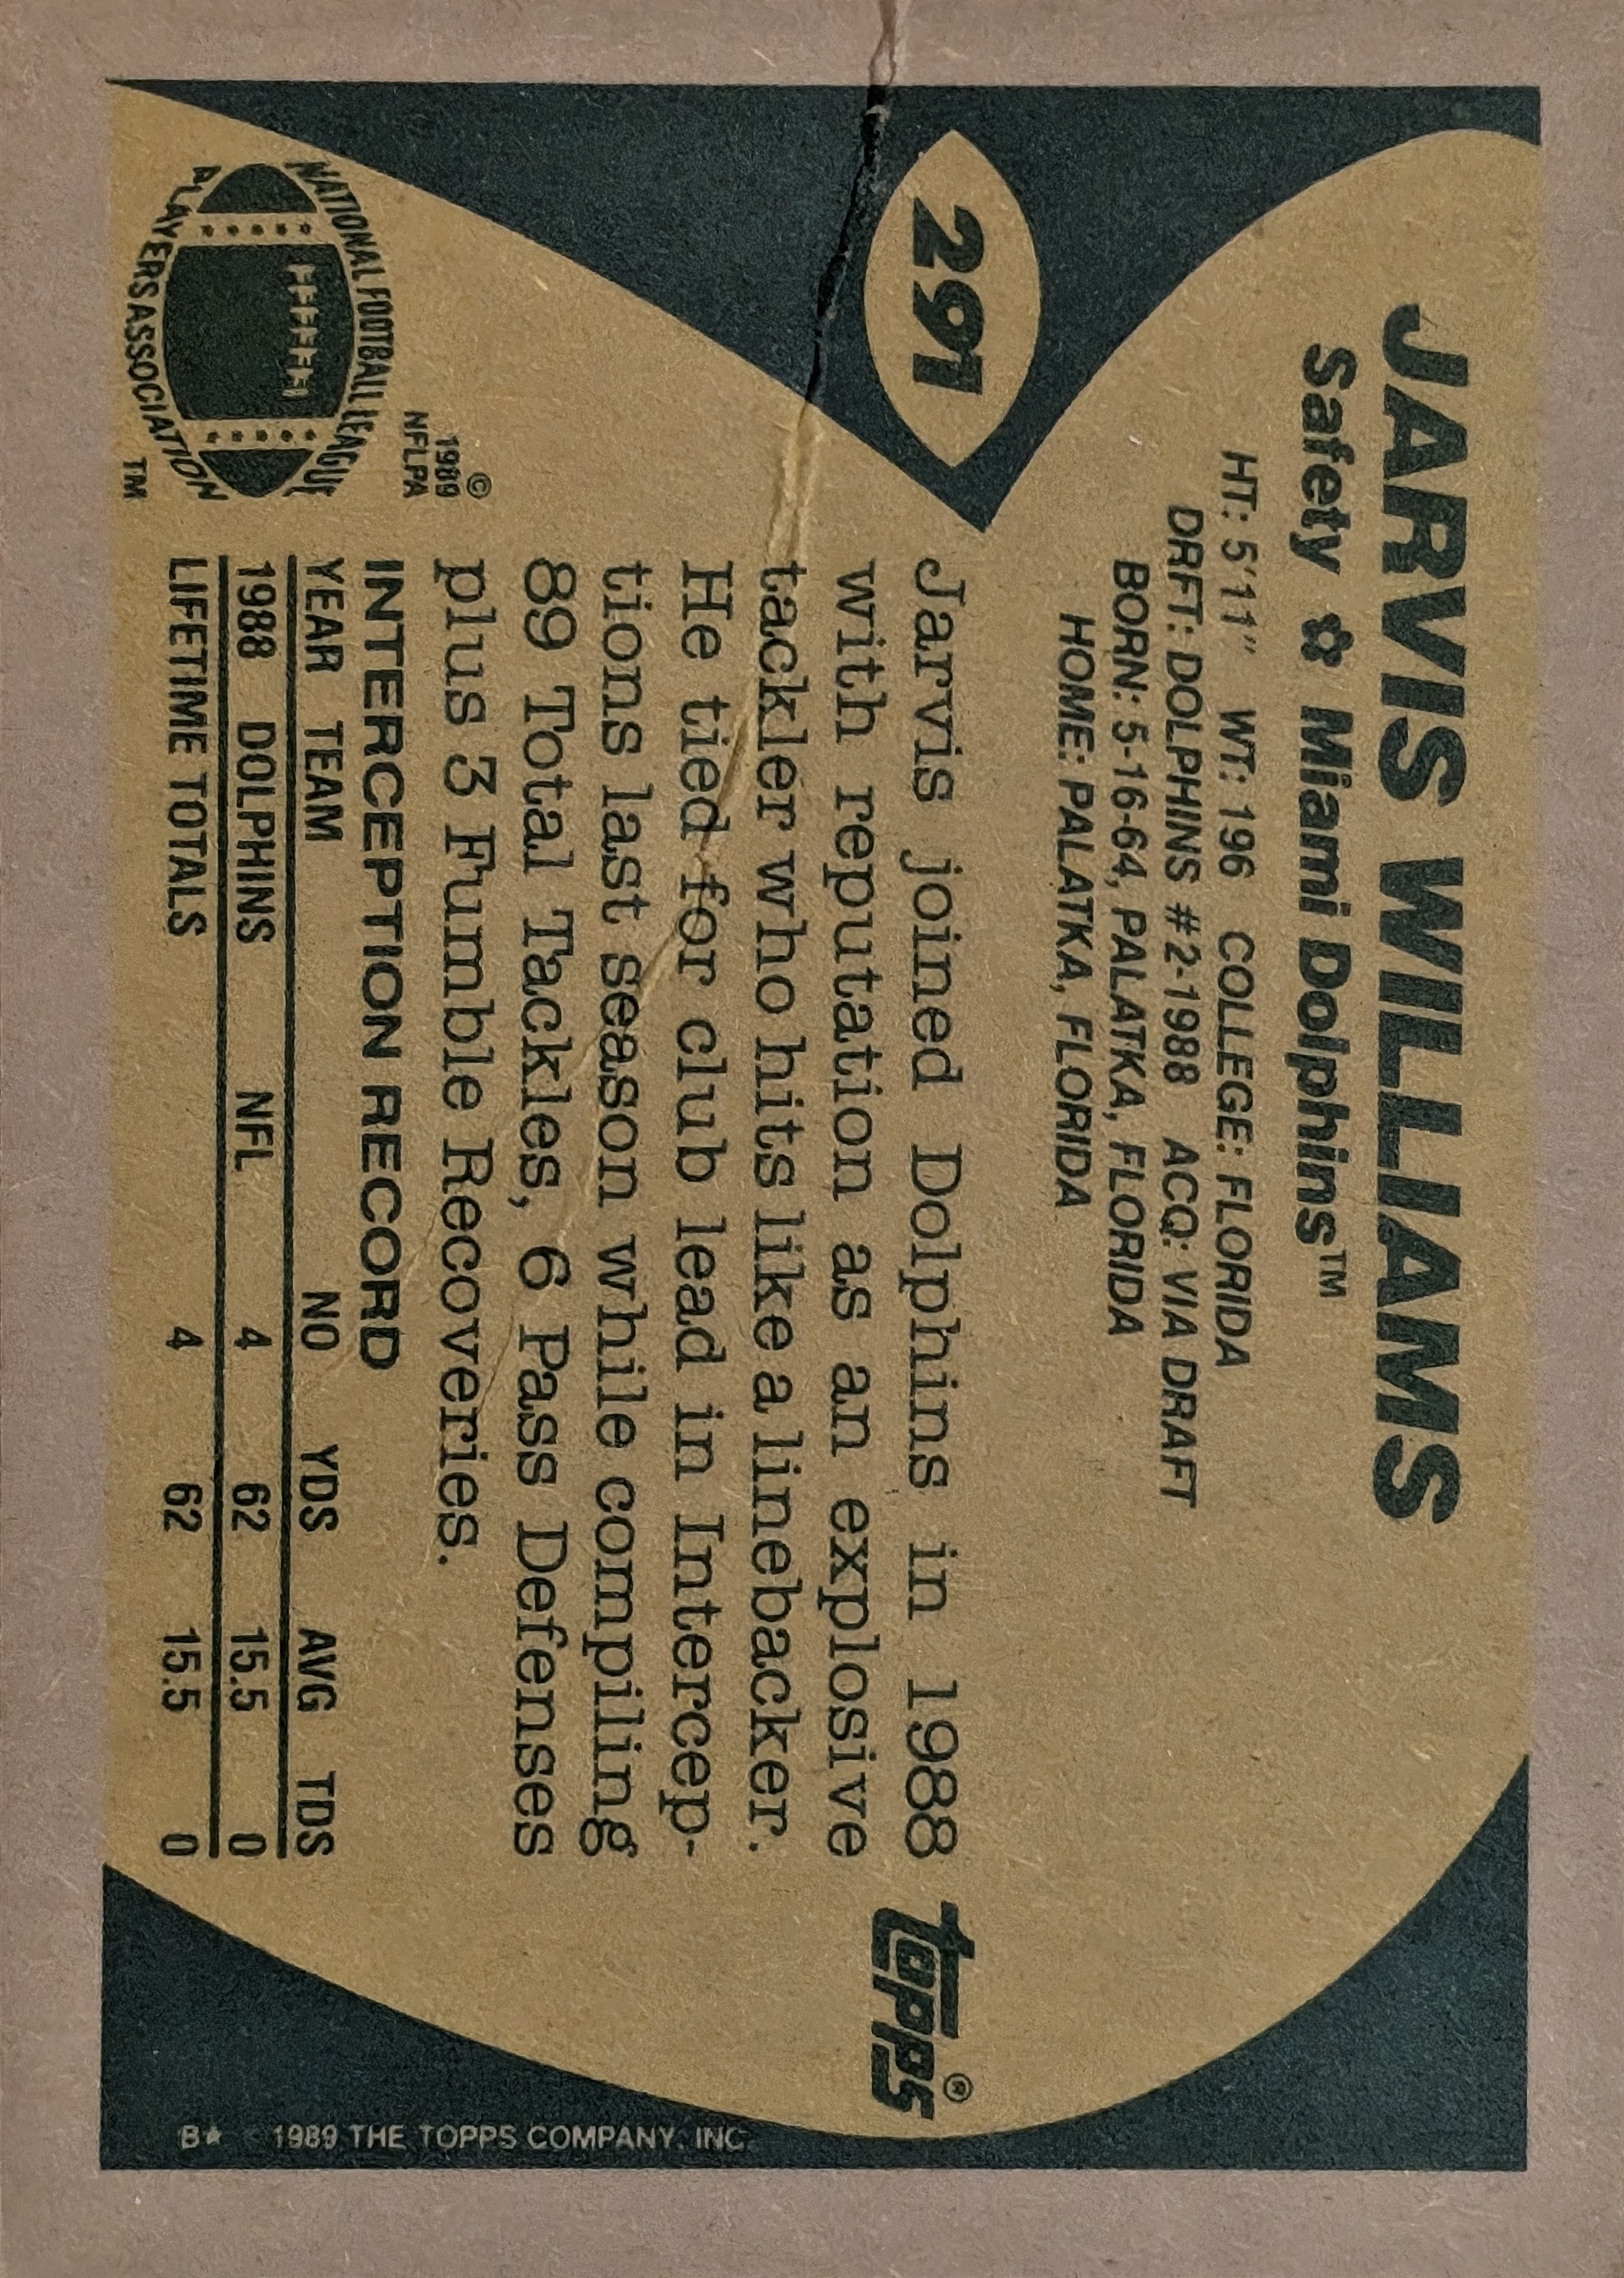 JARVIS WILLIAMS
Safety ✿ Miami Dolphins™
HT: 5'11" WT: 196 COLLEGE: FLORIDA
DRFT: DOLPHINS #2-1988 ACQ: VIA DRAFT
BORN: 5-16-64, PALATKA, FLORIDA
HOME: PALATKA, FLORIDA
291
Jarvis joined Dolphins in 1988
with reputation as an explosive
tackler who hits like a linebacker.
He tied for club lead in Intercep-
tions last season while compiling
89 Total Tackles, 6 Pass Defenses
plus 3 Fumble Recoveries.
topps®
©
1989
NFLPA
NATIONAL FOOTBALL LEAGUE
PLAYERS ASSOCIATION
TM
INTERCEPTION RECORD
YEAR TEAM NO YDS AVG TDS
1988 DOLPHINS NFL 4 62 15.5 0
LIFETIME TOTALS 4 62 15.5 0
B* 1989 THE TOPPS COMPANY, INC